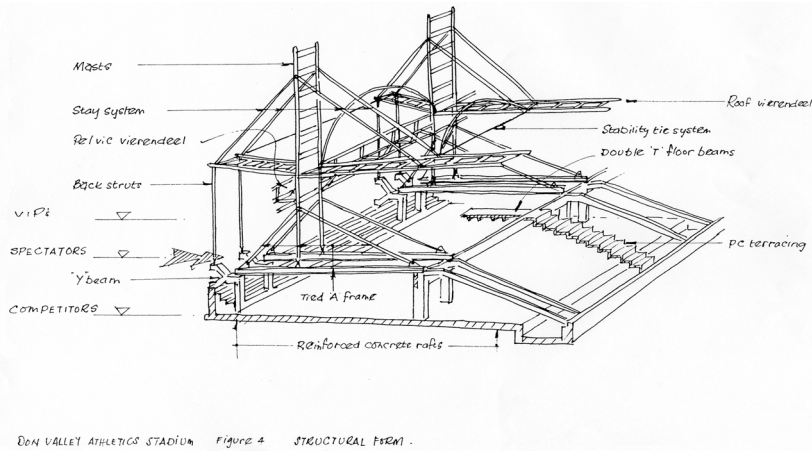 Masts
Stay system
Pelvic vierendeel
Back struts
VIPs
SPECTATORS
"Y" beam
COMPETITORS
Roof vierendeel
Stability tie system
Double 'T' floor beams
PC terracing
Tied A frame
Reinforced concrete rafts
DON VALLEY ATHLETICS STADIUM Figure 4 STRUCTURAL FORM.